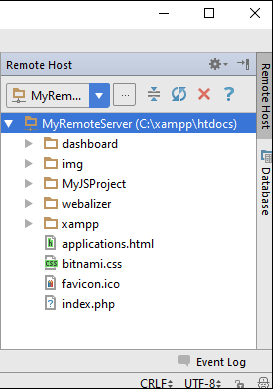 Remote Host
MyRem...
MyRemoteServer (C:\xampp\htdocs)
dashboard
img
MyJSProject
webalizer
xampp
applications.html
bitnami.css
favicon.ico
index.php
Remote Host
Database
Event Log
CRLF UTF-8